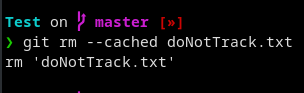 Test on master [»]
❯ git rm --cached doNotTrack.txt
rm 'doNotTrack.txt'